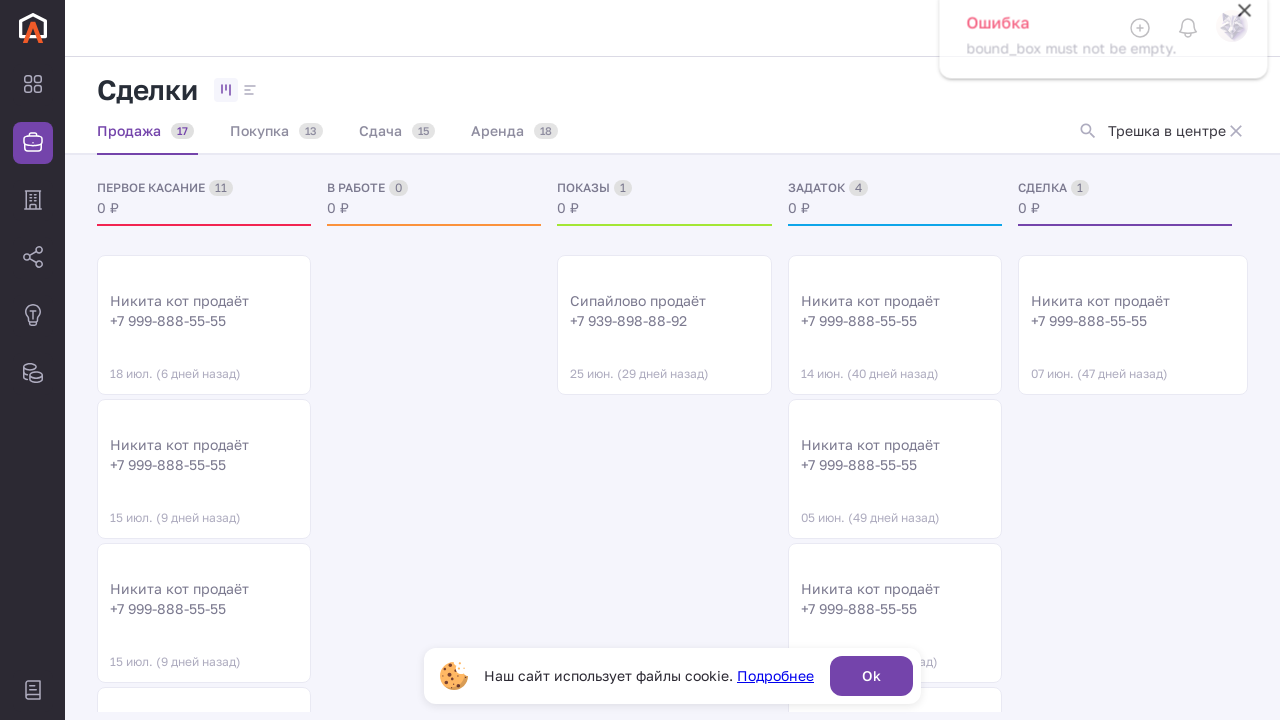 Ошибка
bound_box must not be empty.
Сделки
Продажа 17 Покупка 13 Сдача 15 Аренда 18 Трешка в центре
ПЕРВОЕ КАСАНИЕ 11
0 ₽
В РАБОТЕ 0
0 ₽
ПОКАЗЫ 1
0 ₽
ЗАДАТОК 4
0 ₽
СДЕЛКА 1
0 ₽
Никита кот продаёт
+7 999-888-55-55
18 июл. (6 дней назад)
Никита кот продаёт
+7 999-888-55-55
15 июл. (9 дней назад)
Никита кот продаёт
+7 999-888-55-55
15 июл. (9 дней назад)
Сипайлово продаёт
+7 939-898-88-92
25 июн. (29 дней назад)
Никита кот продаёт
+7 999-888-55-55
14 июн. (40 дней назад)
Никита кот продаёт
+7 999-888-55-55
05 июн. (49 дней назад)
Никита кот продаёт
+7 999-888-55-55
Никита кот продаёт
+7 999-888-55-55
07 июн. (47 дней назад)
Наш сайт использует файлы cookie. Подробнее
Ok